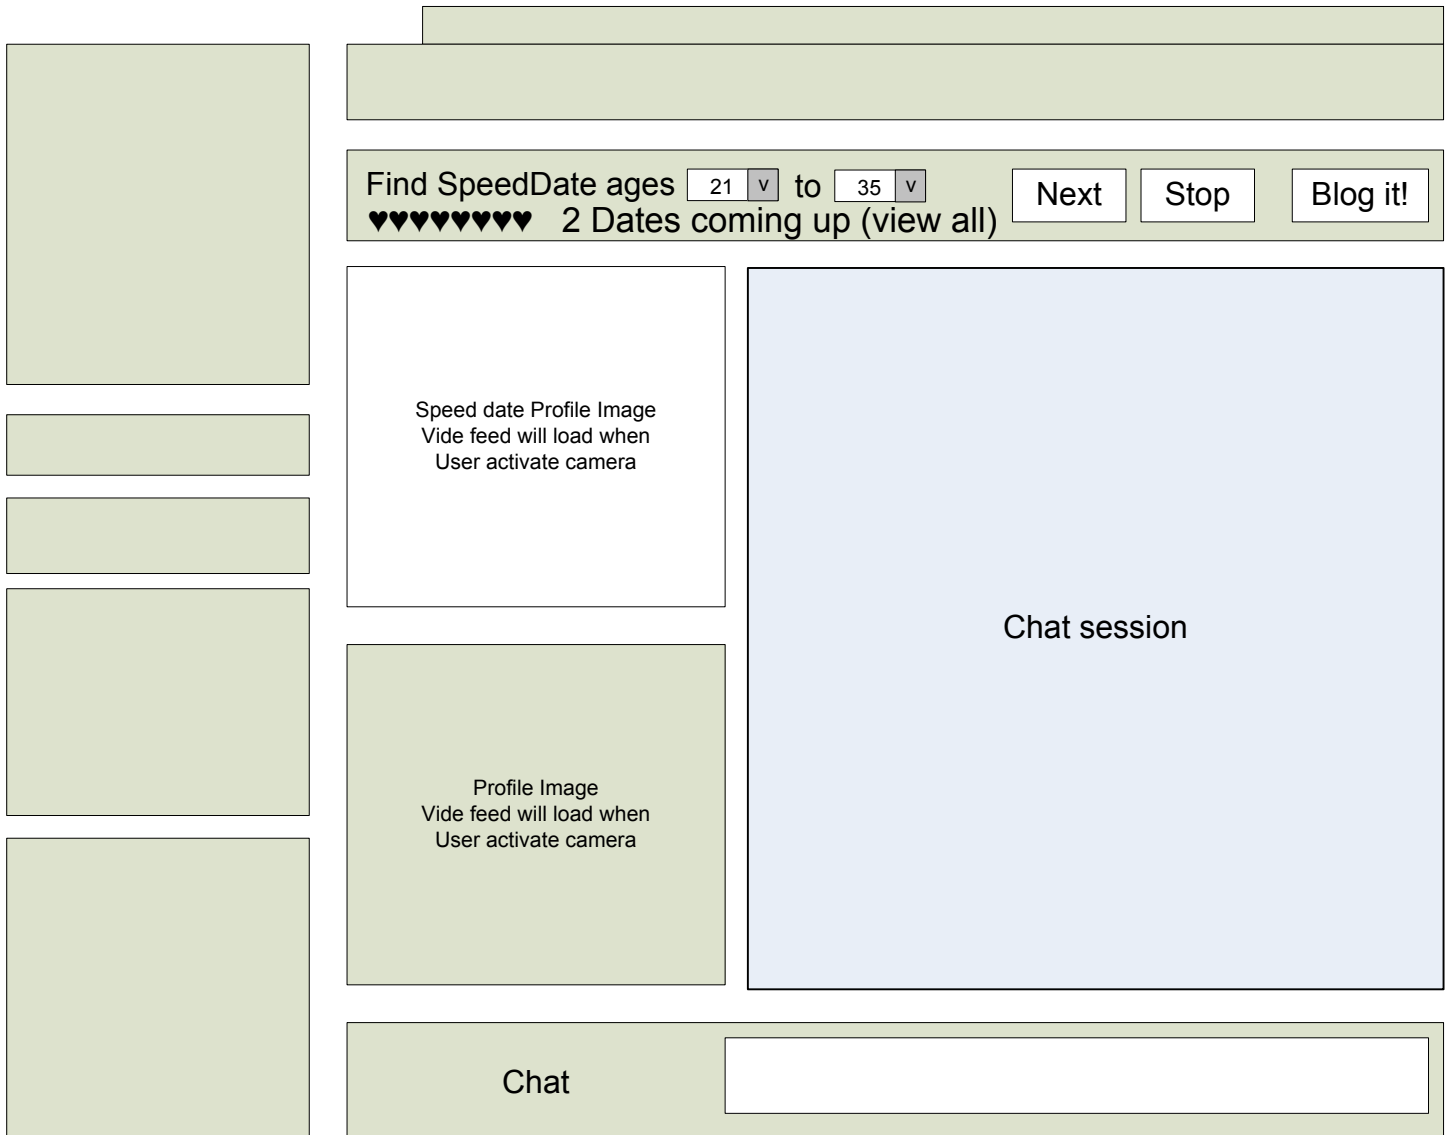 Find SpeedDate ages 21 v to 35 v
♥♥♥♥♥♥♥♥ 2 Dates coming up (view all)
Next
Stop
Blog it!
Speed date Profile Image
Vide feed will load when
User activate camera
Chat session
Profile Image
Vide feed will load when
User activate camera
Chat